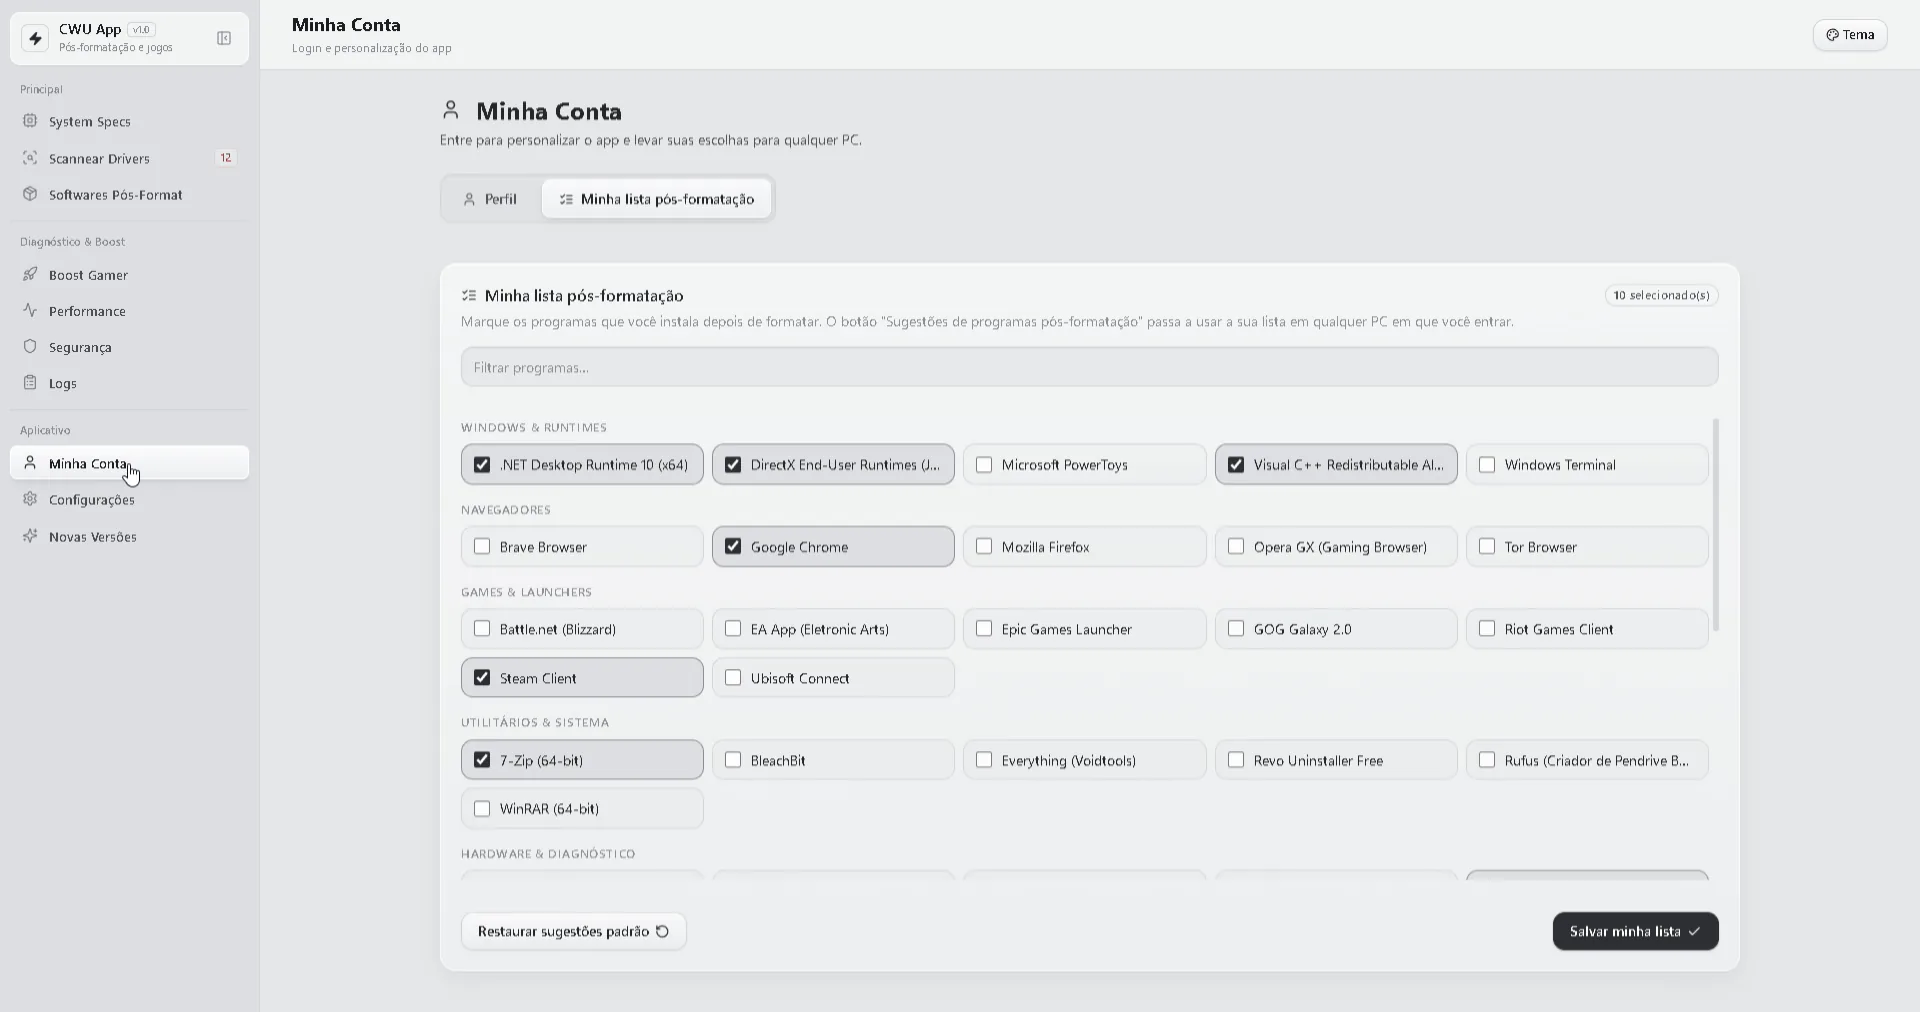 CWU App v1.0
Pós-formatação e jogos
Principal
System Specs
Scannear Drivers 12
Softwares Pós-Format
Diagnóstico & Boost
Boost Gamer
Performance
Segurança
Logs
Aplicativo
Minha Conta
Configurações
Novas Versões
Minha Conta
Login e personalização do app
Tema
Minha Conta
Entre para personalizar o app e levar suas escolhas para qualquer PC.
Perfil Minha lista pós-formatação
Minha lista pós-formatação 10 selecionado(s)
Marque os programas que você instala depois de formatar. O botão "Sugestões de programas pós-formatação" passa a usar a sua lista em qualquer PC em que você entrar.
Filtrar programas...
WINDOWS & RUNTIMES
.NET Desktop Runtime 10 (x64) DirectX End-User Runtimes (J... Microsoft PowerToys Visual C++ Redistributable AI... Windows Terminal
NAVEGADORES
Brave Browser Google Chrome Mozilla Firefox Opera GX (Gaming Browser) Tor Browser
GAMES & LAUNCHERS
Battle.net (Blizzard) EA App (Eletronic Arts) Epic Games Launcher GOG Galaxy 2.0 Riot Games Client
Steam Client Ubisoft Connect
UTILITÁRIOS & SISTEMA
7-Zip (64-bit) BleachBit Everything (Voidtools) Revo Uninstaller Free Rufus (Criador de Pendrive B...
WinRAR (64-bit)
HARDWARE & DIAGNÓSTICO
Restaurar sugestões padrão Salvar minha lista